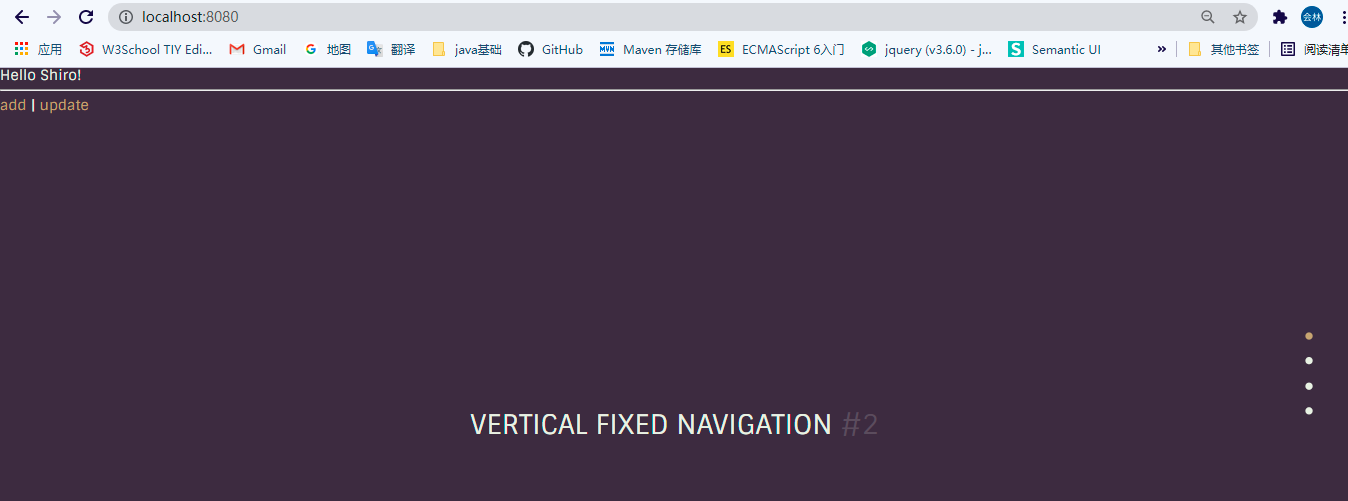 localhost:8080
会林
应用 W3School TIY Edi... Gmail 地图 翻译 java基础 GitHub MVN Maven 存储库 ES ECMAScript 6入门 jquery (v3.6.0) - j... S Semantic UI » 其他书签 阅读清单
Hello Shiro!
add | update
VERTICAL FIXED NAVIGATION #2